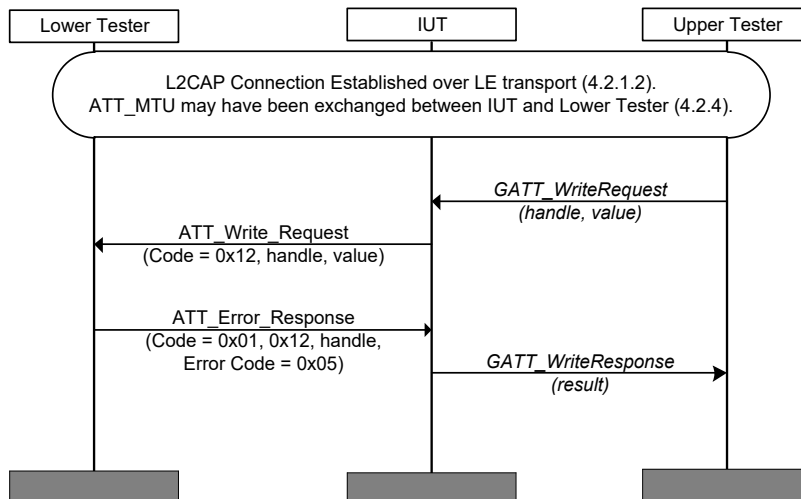 Lower Tester
IUT
Upper Tester
L2CAP Connection Established over LE transport (4.2.1.2).
ATT_MTU may have been exchanged between IUT and Lower Tester (4.2.4).
GATT_WriteRequest
(handle, value)
ATT_Write_Request
(Code = 0x12, handle, value)
ATT_Error_Response
(Code = 0x01, 0x12, handle,
Error Code = 0x05)
GATT_WriteResponse
(result)